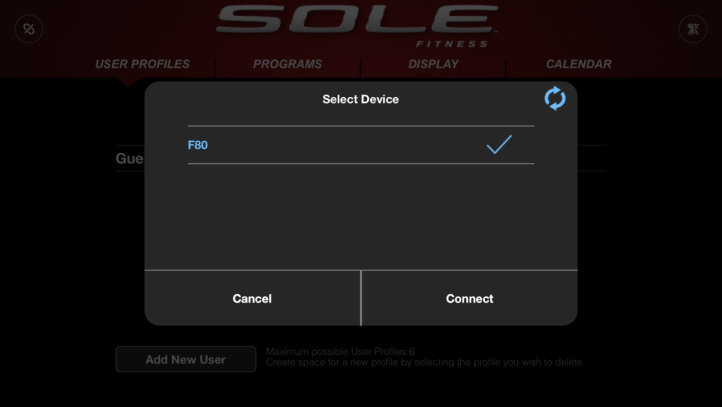 SOLE
FITNESS
繁
USER PROFILES PROGRAMS DISPLAY CALENDAR
Select Device
F80
Gue
Cancel Connect
Add New User
Maximum possible User Profiles:6
Create space for a new profile by selecting the profile you wish to delete.